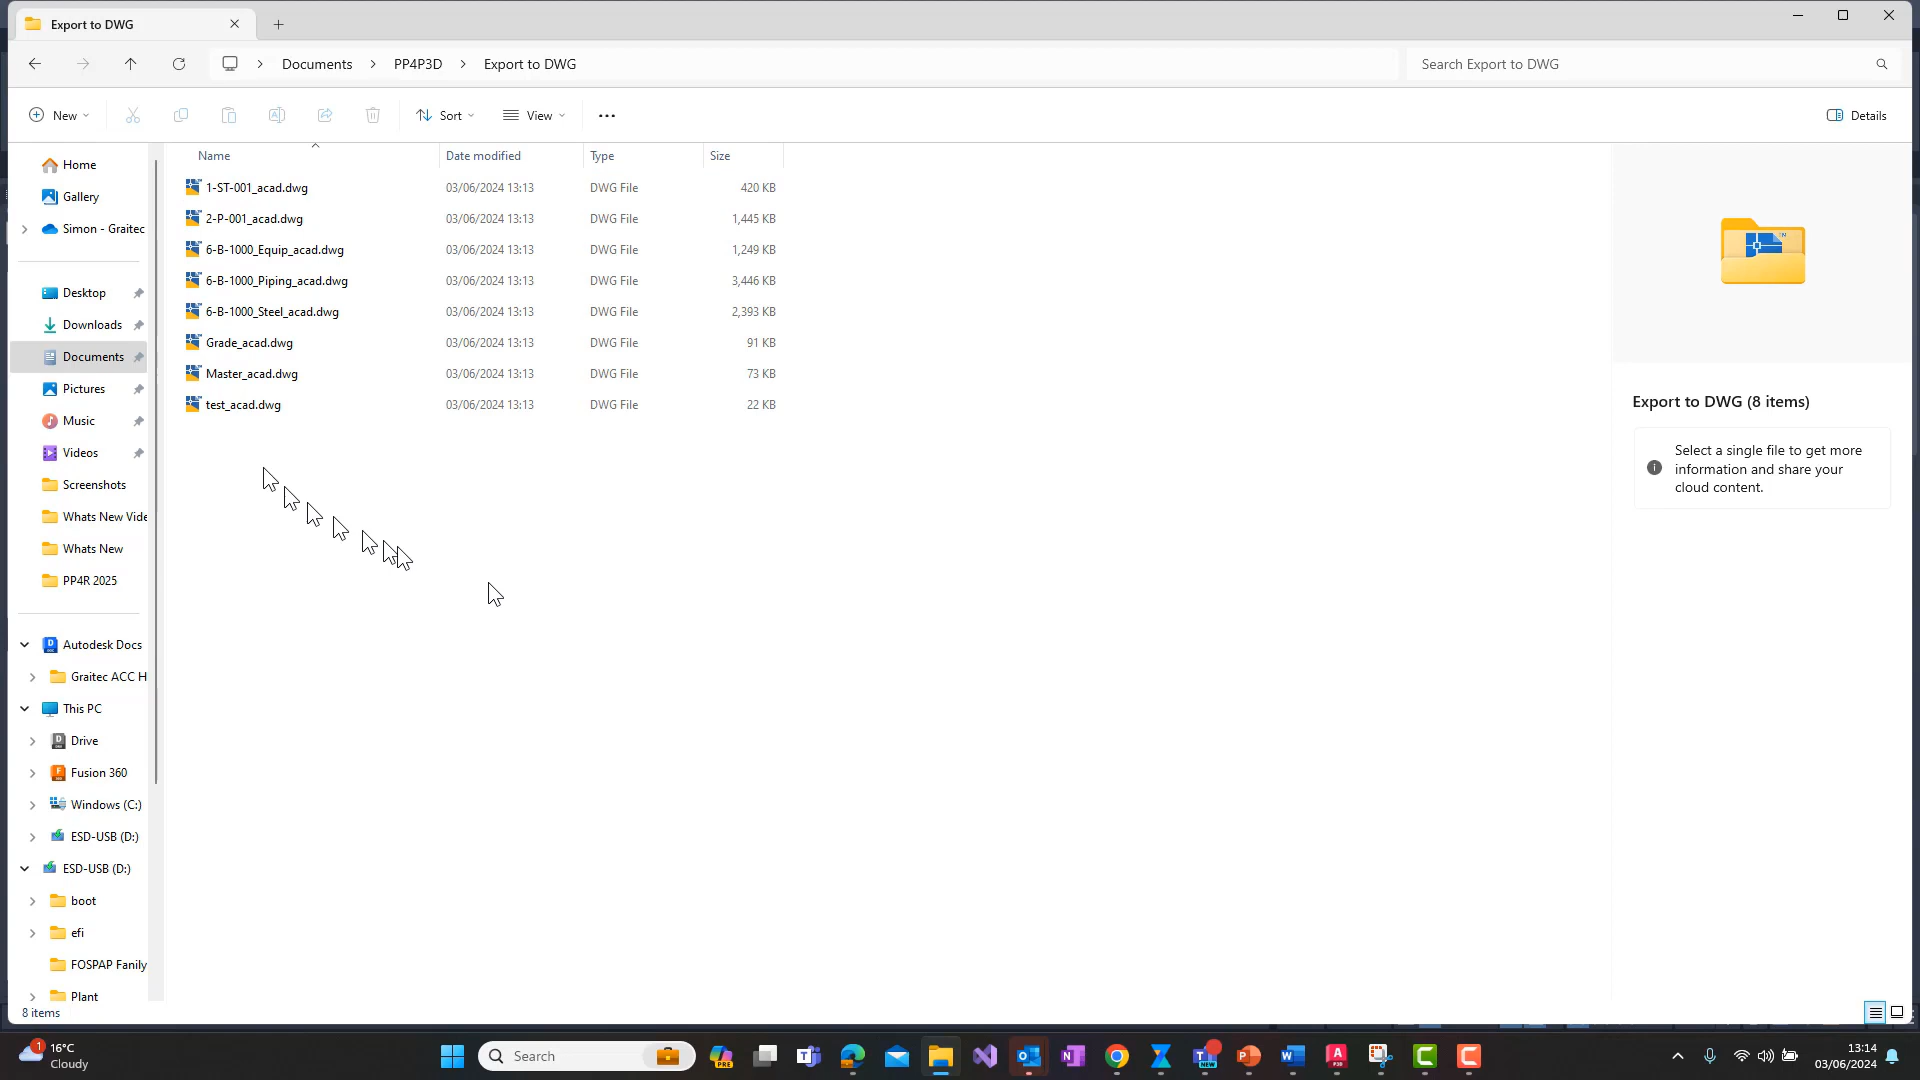 Export to DWG
Documents > PP4P3D > Export to DWG
Search Export to DWG
New
Sort
View
Details
Home
Gallery
Simon - Graitec
Desktop
Downloads
Documents
Pictures
Music
Videos
Screenshots
Whats New Vide
Whats New
PP4R 2025
Autodesk Docs
Graitec ACC H
This PC
Drive
Fusion 360
Windows (C:)
ESD-USB (D:)
ESD-USB (D:)
boot
efi
FOSPAP Fanily
Plant
Name Date modified Type Size
1-ST-001_acad.dwg 03/06/2024 13:13 DWG File 420 KB
2-P-001_acad.dwg 03/06/2024 13:13 DWG File 1,445 KB
6-B-1000_Equip_acad.dwg 03/06/2024 13:13 DWG File 1,249 KB
6-B-1000_Piping_acad.dwg 03/06/2024 13:13 DWG File 3,446 KB
6-B-1000_Steel_acad.dwg 03/06/2024 13:13 DWG File 2,393 KB
Grade_acad.dwg 03/06/2024 13:13 DWG File 91 KB
Master_acad.dwg 03/06/2024 13:13 DWG File 73 KB
test_acad.dwg 03/06/2024 13:13 DWG File 22 KB
Export to DWG (8 items)
Select a single file to get more
information and share your
cloud content.
8 items
1
16°C
Cloudy
Search
PRE
NEW
13:14
03/06/2024